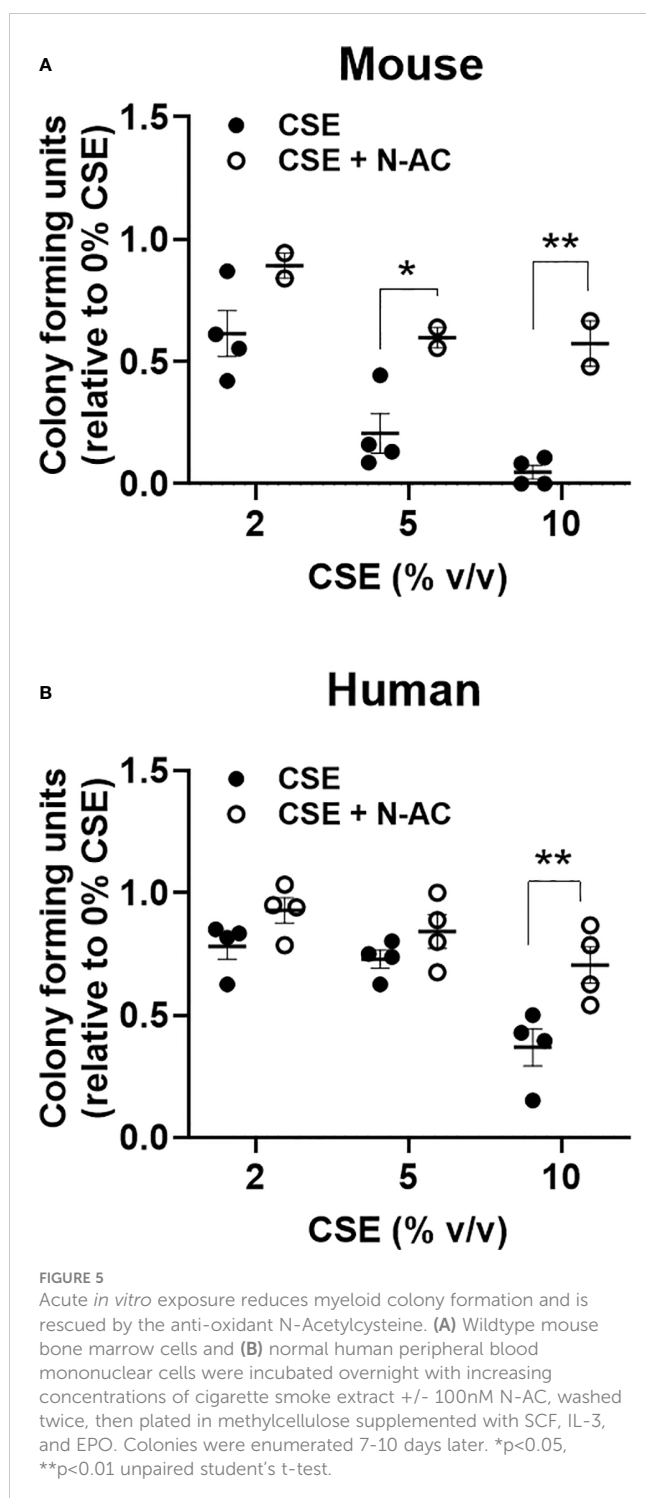 A
Mouse
1.5
1.0
0.5
0.0
Colony forming units
(relative to 0% CSE)
CSE
CSE + N-AC
*
**
2 5 10
CSE (% v/v)
B
Human
1.5
1.0
0.5
0.0
Colony forming units
(relative to 0% CSE)
CSE
CSE + N-AC
**
2 5 10
CSE (% v/v)
FIGURE 5
Acute in vitro exposure reduces myeloid colony formation and is
rescued by the anti-oxidant N-Acetylcysteine. (A) Wildtype mouse
bone marrow cells and (B) normal human peripheral blood
mononuclear cells were incubated overnight with increasing
concentrations of cigarette smoke extract +/- 100nM N-AC, washed
twice, then plated in methylcellulose supplemented with SCF, IL-3,
and EPO. Colonies were enumerated 7-10 days later. *p<0.05,
**p<0.01 unpaired student’s t-test.